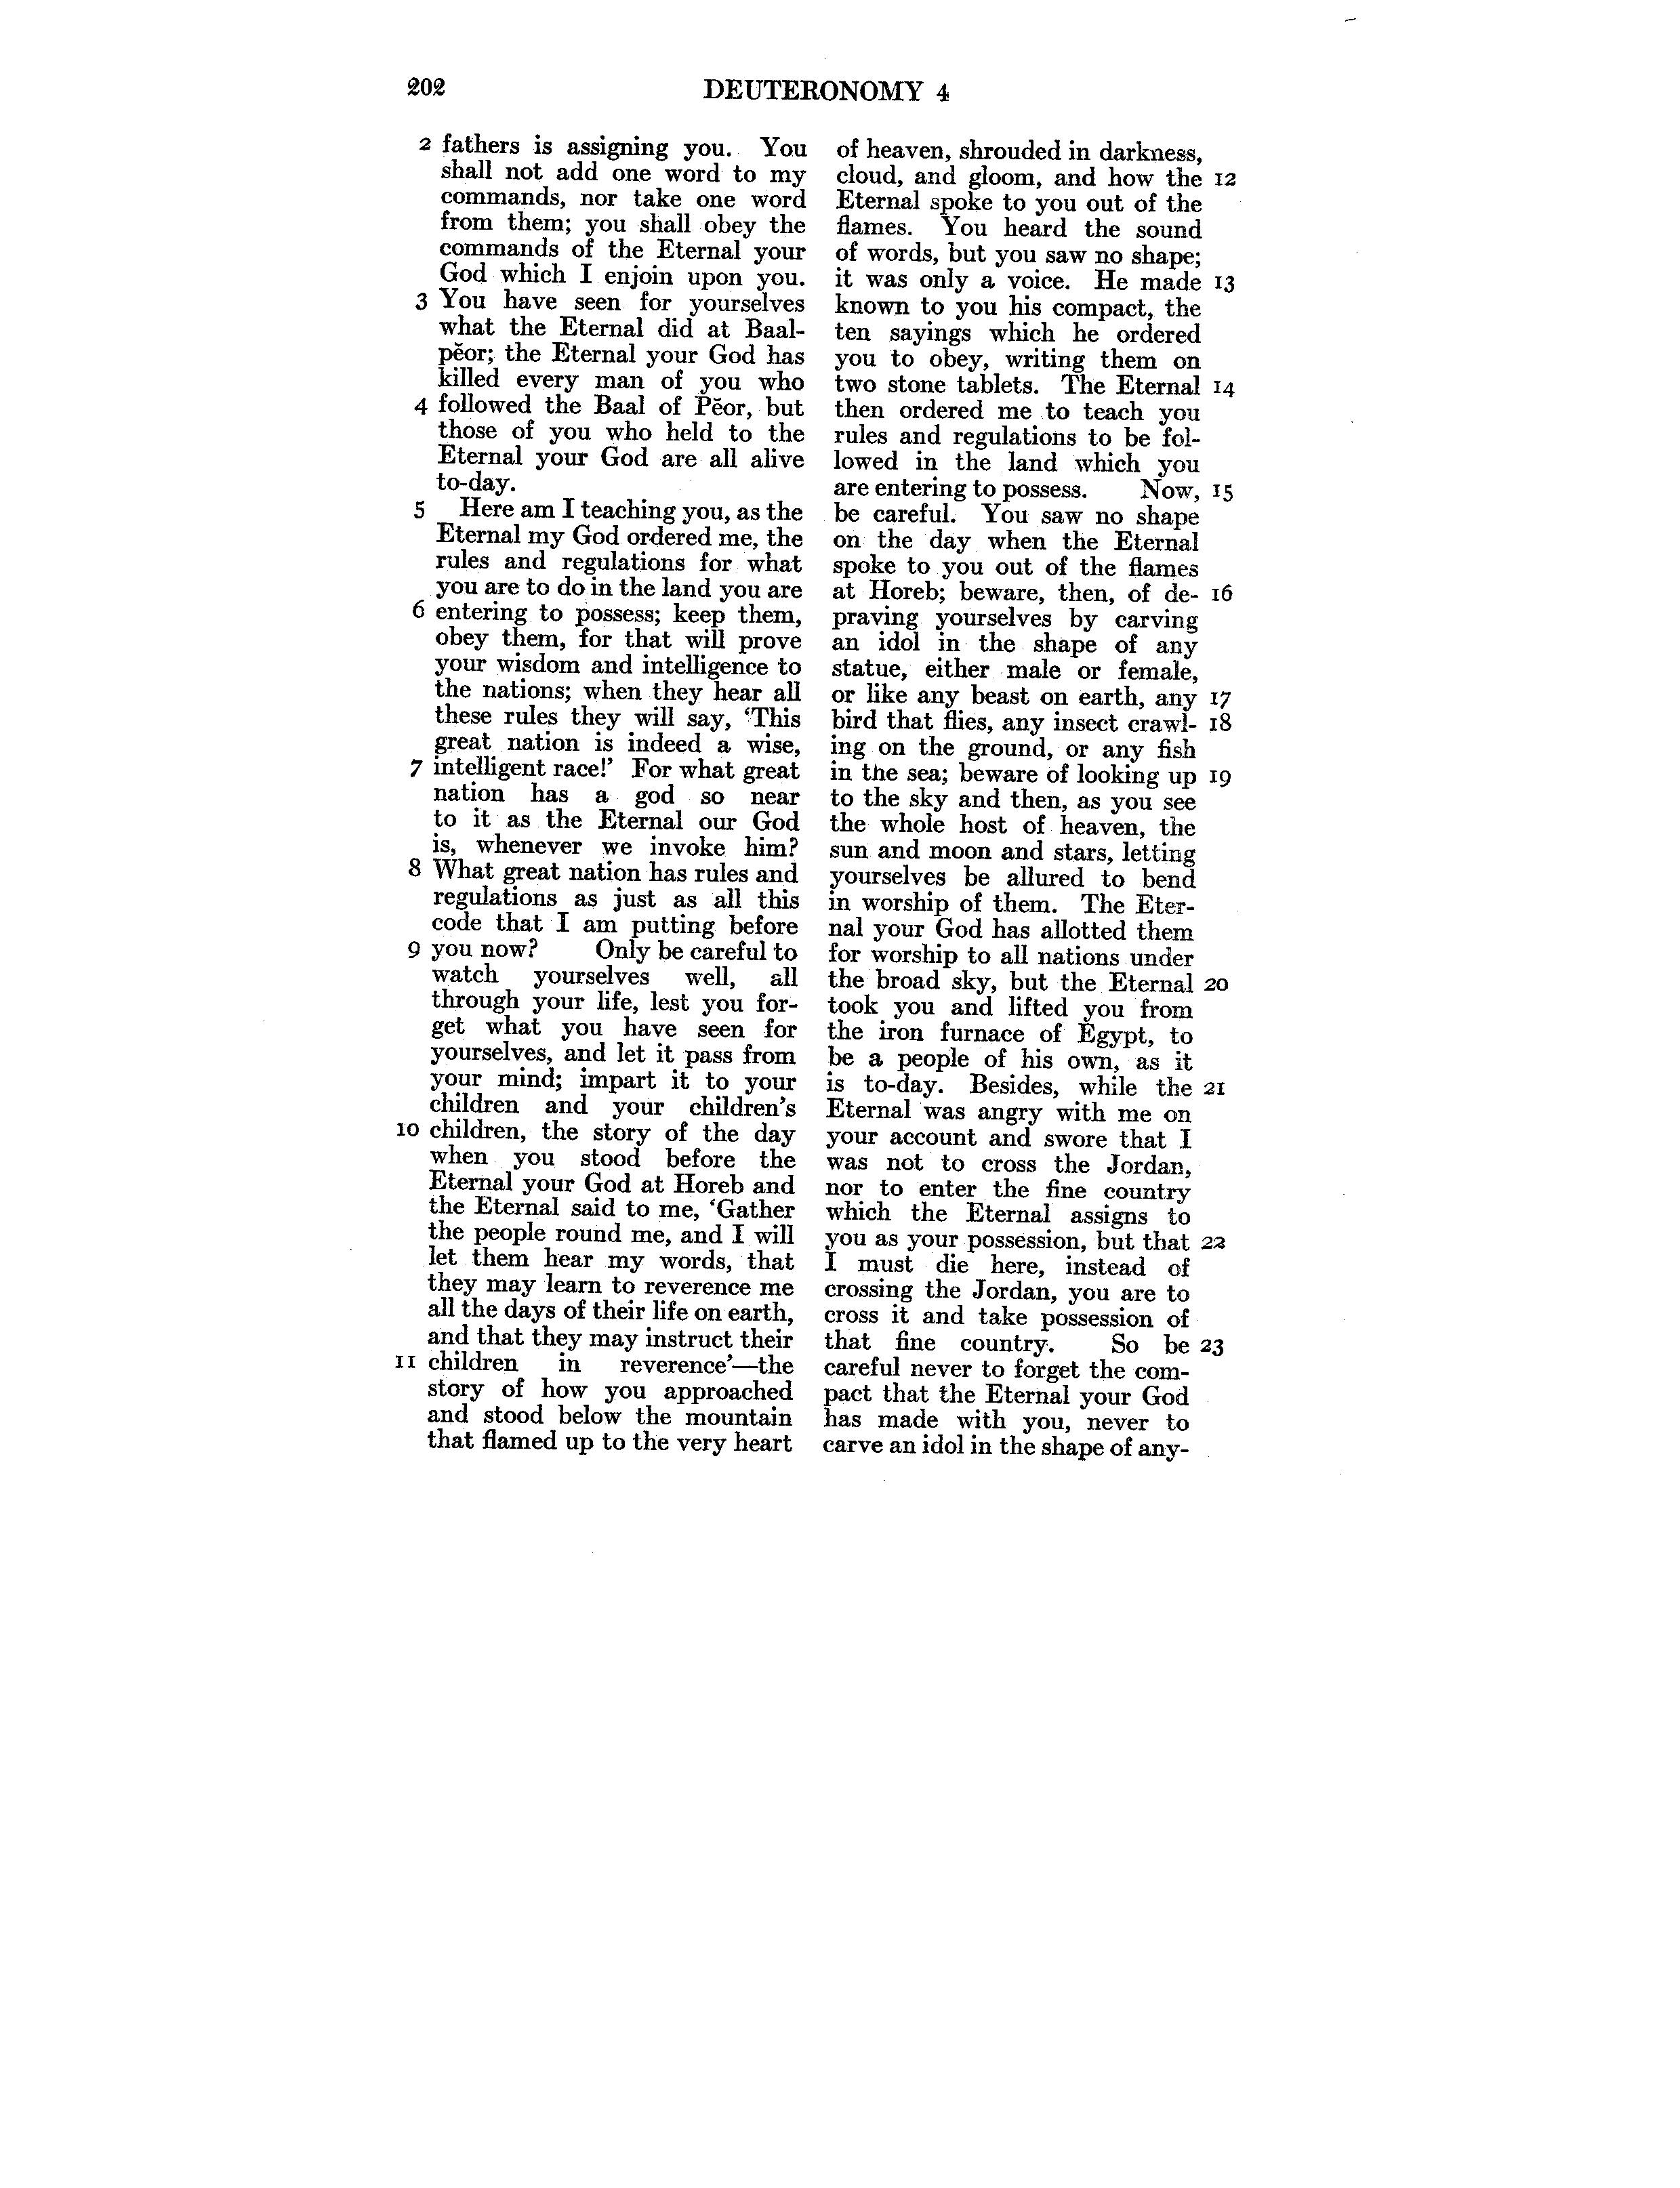 202
DEUTERONOMY 4
2 fathers is assigning you. You
shall not add one word to my
commands, nor take one word
from them; you shall obey the
commands of the Eternal your
God which I enjoin upon you.
3 You have seen for yourselves
what the Eternal did at Baal-
pĕor; the Eternal your God has
killed every man of you who
4 followed the Baal of Pĕor, but
those of you who held to the
Eternal your God are all alive
to-day.
5 Here am I teaching you, as the
Eternal my God ordered me, the
rules and regulations for what
you are to do in the land you are
6 entering to possess; keep them,
obey them, for that will prove
your wisdom and intelligence to
the nations; when they hear all
these rules they will say, ‘This
great nation is indeed a wise,
7 intelligent race!’ For what great
nation has a god so near
to it as the Eternal our God
is, whenever we invoke him?
8 What great nation has rules and
regulations as just as all this
code that I am putting before
9 you now? Only be careful to
watch yourselves well, all
through your life, lest you for-
get what you have seen for
yourselves, and let it pass from
your mind; impart it to your
children and your children’s
10 children, the story of the day
when you stood before the
Eternal your God at Horeb and
the Eternal said to me, ‘Gather
the people round me, and I will
let them hear my words, that
they may learn to reverence me
all the days of their life on earth,
and that they may instruct their
11 children in reverence’—the
story of how you approached
and stood below the mountain
that flamed up to the very heart
of heaven, shrouded in darkness,
cloud, and gloom, and how the 12
Eternal spoke to you out of the
flames. You heard the sound
of words, but you saw no shape;
it was only a voice. He made 13
known to you his compact, the
ten sayings which he ordered
you to obey, writing them on
two stone tablets. The Eternal 14
then ordered me to teach you
rules and regulations to be fol-
lowed in the land which you
are entering to possess. Now, 15
be careful. You saw no shape
on the day when the Eternal
spoke to you out of the flames
at Horeb; beware, then, of de- 16
praving yourselves by carving
an idol in the shape of any
statue, either male or female,
or like any beast on earth, any 17
bird that flies, any insect crawl- 18
ing on the ground, or any fish
in the sea; beware of looking up 19
to the sky and then, as you see
the whole host of heaven, the
sun and moon and stars, letting
yourselves be allured to bend
in worship of them. The Eter-
nal your God has allotted them
for worship to all nations under
the broad sky, but the Eternal 20
took you and lifted you from
the iron furnace of Egypt, to
be a people of his own, as it
is to-day. Besides, while the 21
Eternal was angry with me on
your account and swore that I
was not to cross the Jordan,
nor to enter the fine country
which the Eternal assigns to
you as your possession, but that 22
I must die here, instead of
crossing the Jordan, you are to
cross it and take possession of
that fine country. So be 23
careful never to forget the com-
pact that the Eternal your God
has made with you, never to
carve an idol in the shape of any-